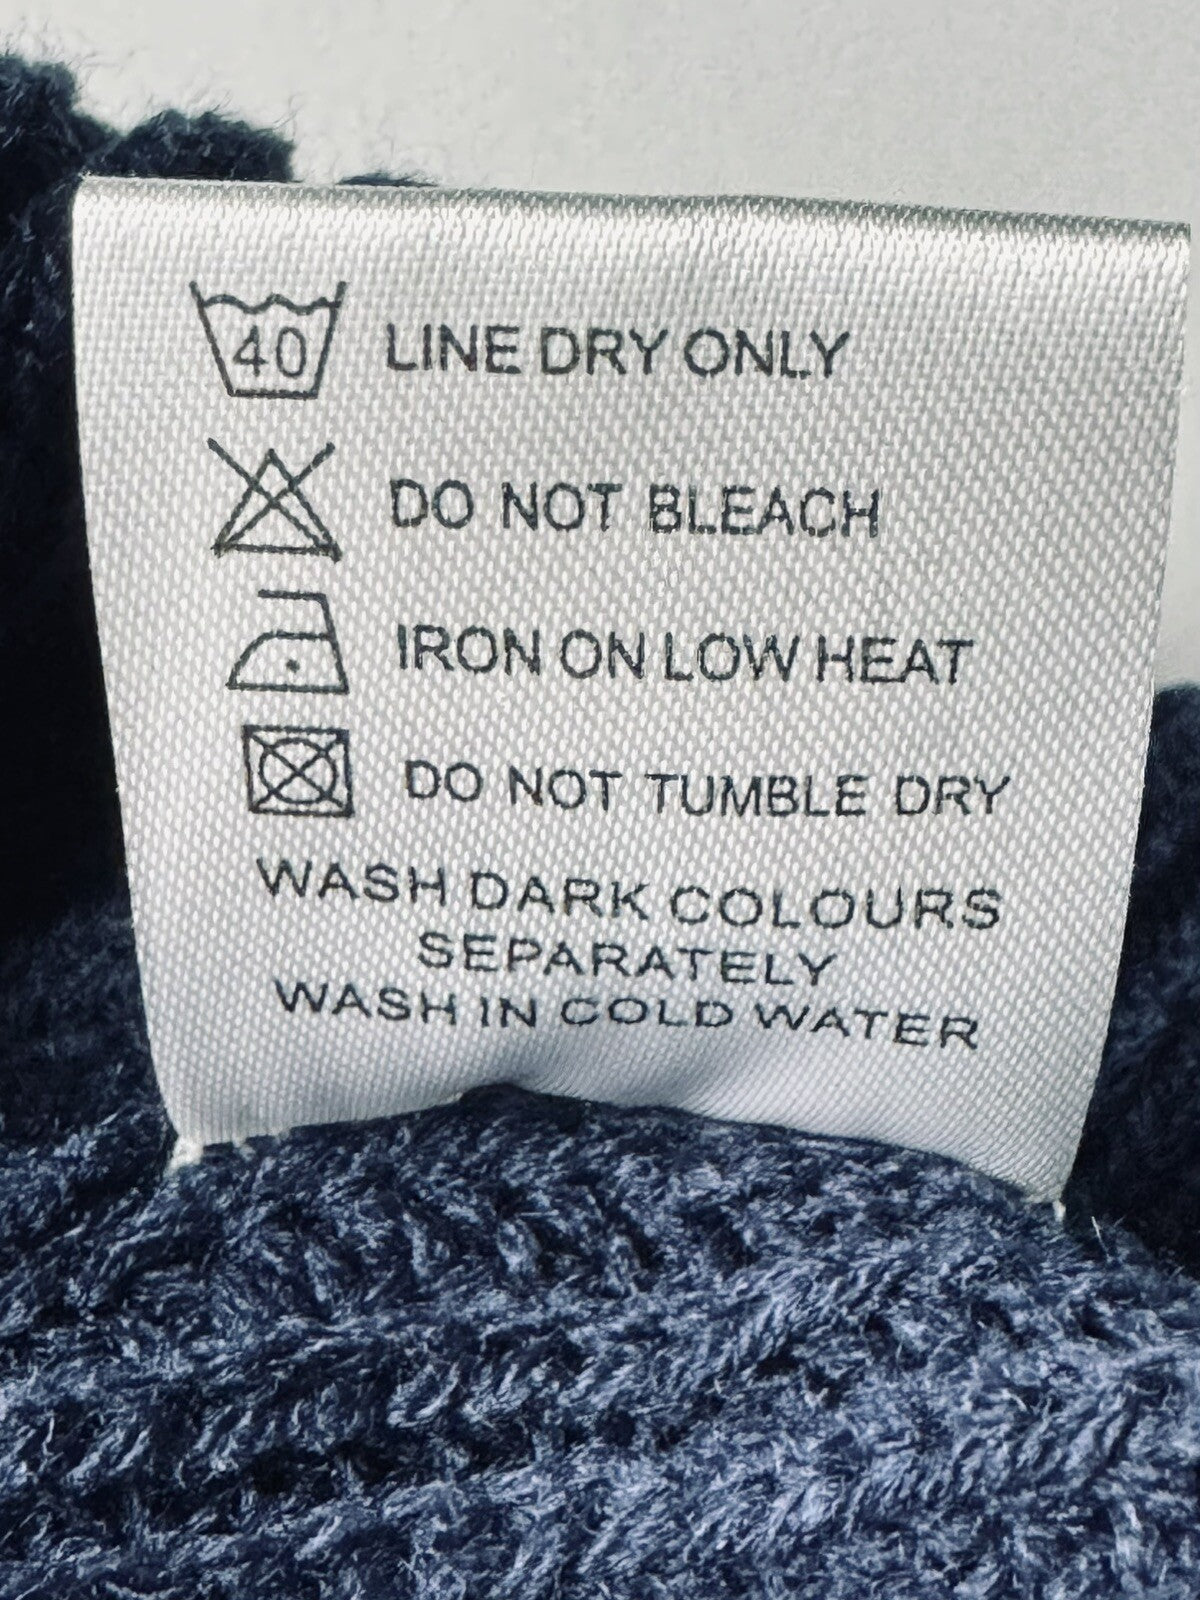 40 LINE DRY ONLY
DO NOT BLEACH
IRON ON LOW HEAT
DO NOT TUMBLE DRY
WASH DARK COLOURS
SEPARATELY
WASH IN COLD WATER